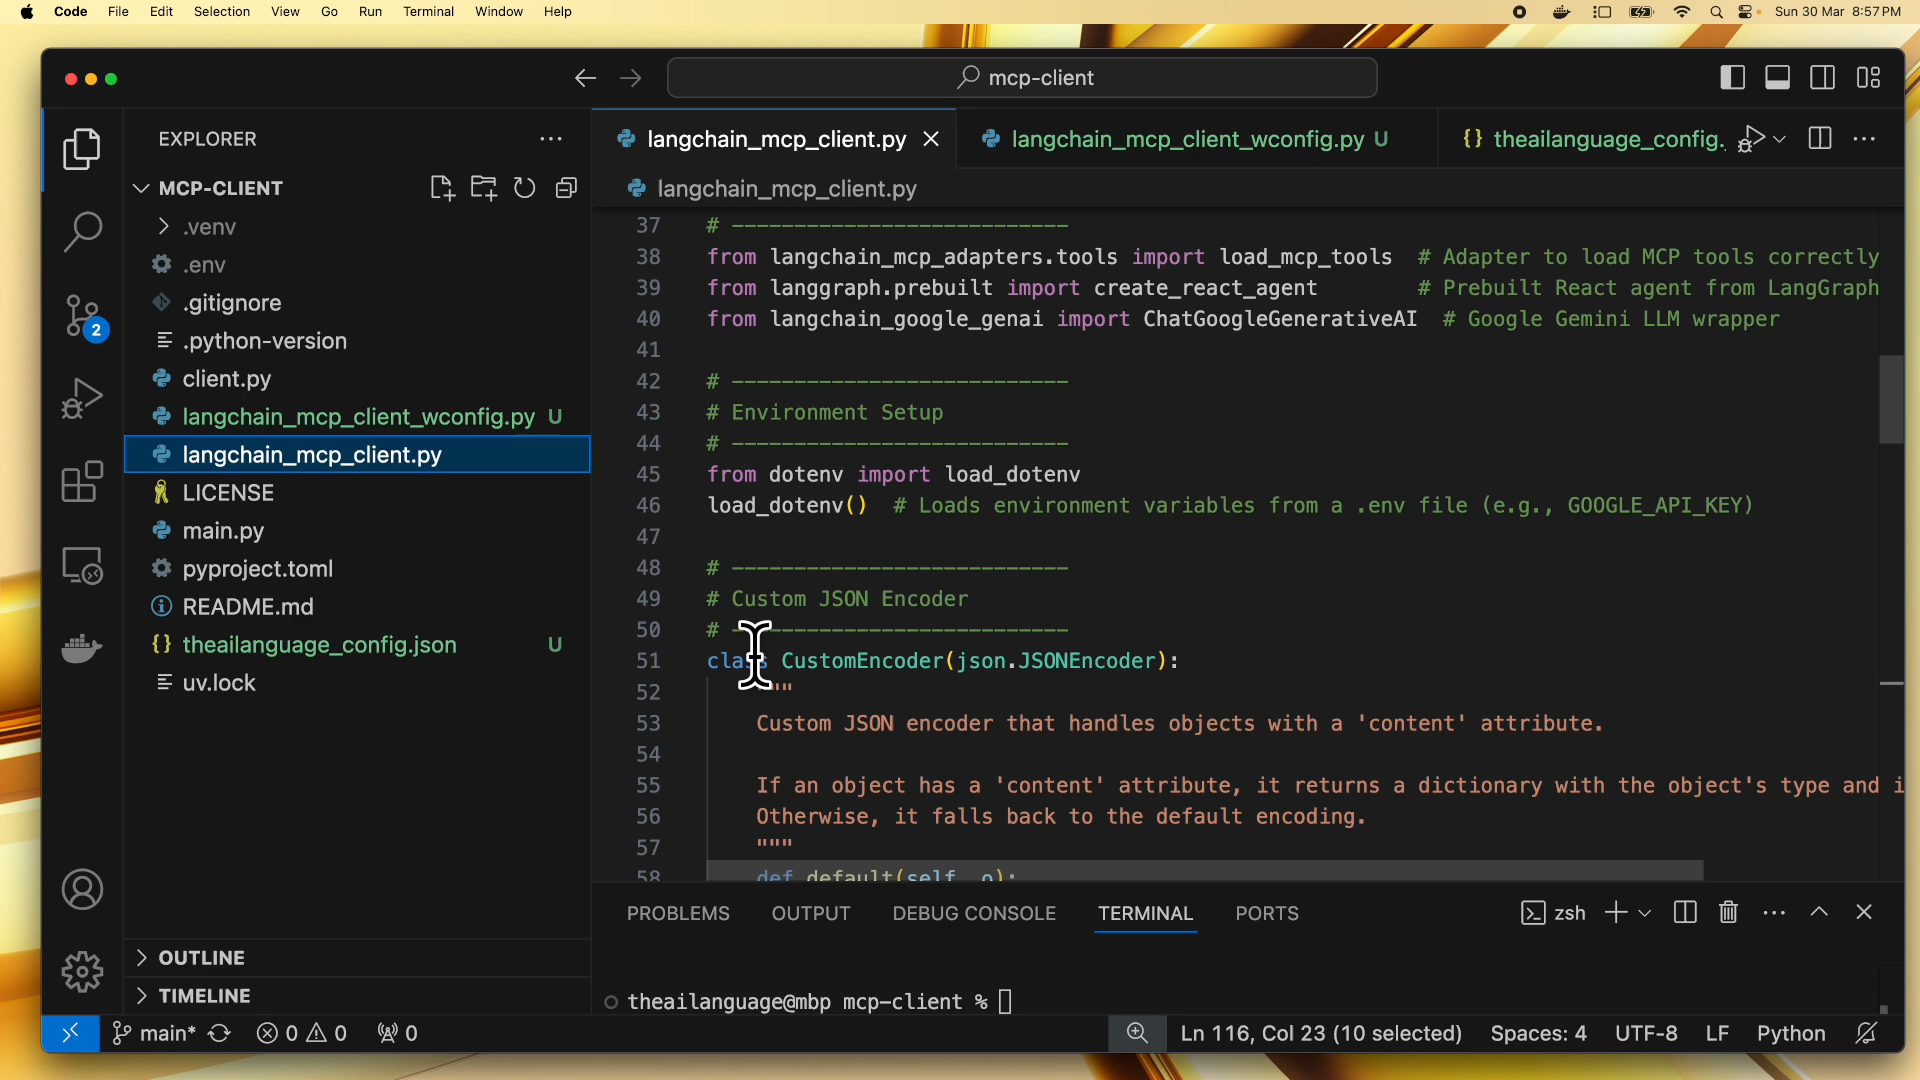 Code File Edit Selection View Go Run Terminal Window Help Sun 30 Mar 8:57 PM
mcp-client
EXPLORER
MCP-CLIENT
.venv
.env
.gitignore
.python-version
client.py
langchain_mcp_client_wconfig.py U
langchain_mcp_client.py
LICENSE
main.py
pyproject.toml
README.md
{} theailanguage_config.json U
uv.lock
OUTLINE
TIMELINE
2
langchain_mcp_client.py langchain_mcp_client_wconfig.py U {} theailanguage_config.
langchain_mcp_client.py
37 # ---------------------------
38 from langchain_mcp_adapters.tools import load_mcp_tools # Adapter to load MCP tools correctly
39 from langgraph.prebuilt import create_react_agent # Prebuilt React agent from LangGraph
40 from langchain_google_genai import ChatGoogleGenerativeAI # Google Gemini LLM wrapper
41
42 # ---------------------------
43 # Environment Setup
44 # ---------------------------
45 from dotenv import load_dotenv
46 load_dotenv() # Loads environment variables from a .env file (e.g., GOOGLE_API_KEY)
47
48 # ---------------------------
49 # Custom JSON Encoder
50 # ---------------------------
51 class CustomEncoder(json.JSONEncoder):
52 """
53 Custom JSON encoder that handles objects with a 'content' attribute.
54
55 If an object has a 'content' attribute, it returns a dictionary with the object's type and i
56 Otherwise, it falls back to the default encoding.
57 """
58 def default(self, o):
PROBLEMS OUTPUT DEBUG CONSOLE TERMINAL PORTS zsh
theailanguage@mbp mcp-client %
main* 0 0 0 Ln 116, Col 23 (10 selected) Spaces: 4 UTF-8 LF Python